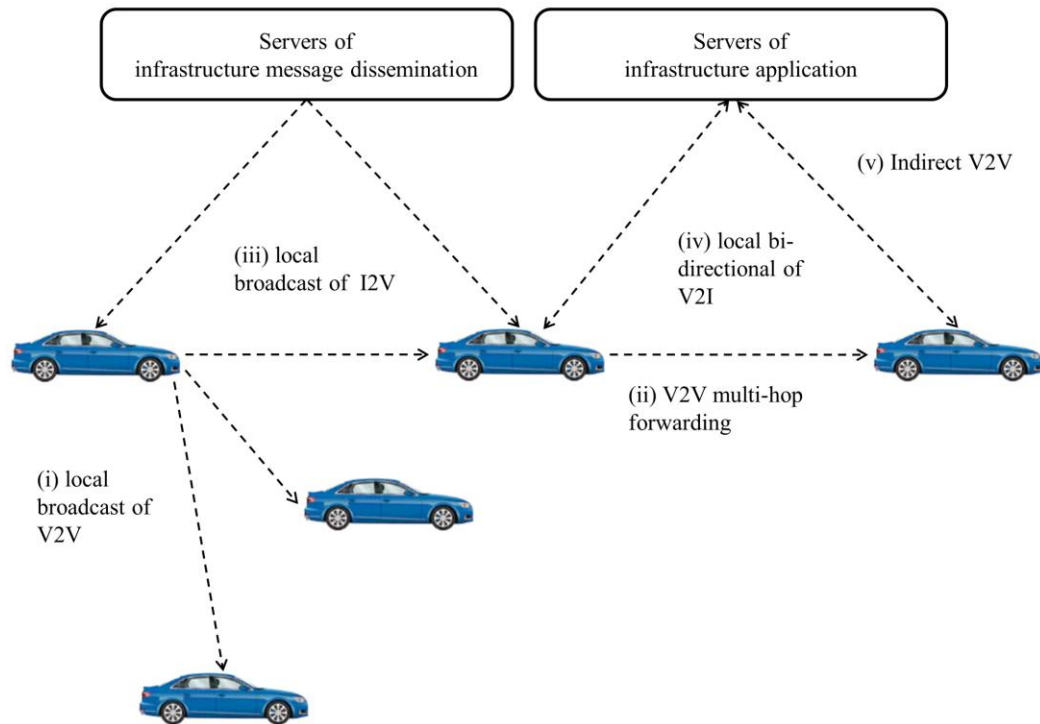 Servers of
infrastructure message dissemination
Servers of
infrastructure application
(v) Indirect V2V
(iii) local
broadcast of I2V
(iv) local bi-
directional of
V2I
(ii) V2V multi-hop
forwarding
(i) local
broadcast of
V2V